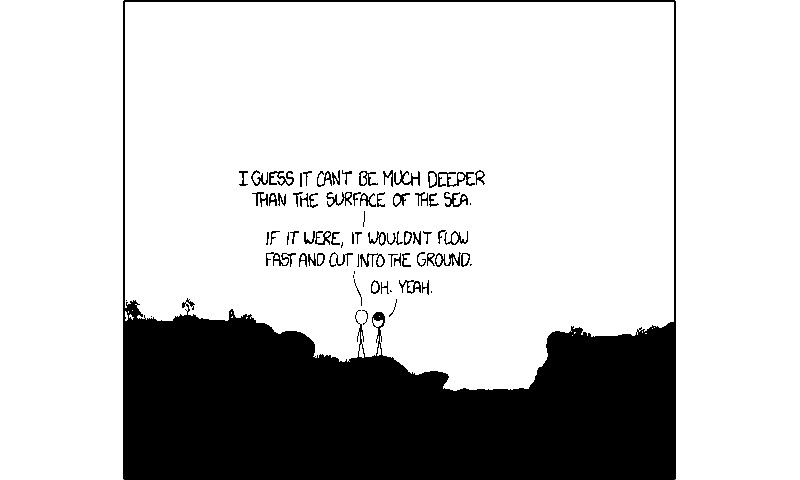 I GUESS IT CAN'T BE MUCH DEEPER
THAN THE SURFACE OF THE SEA.
IF IT WERE, IT WOULDN'T FLOW
FAST AND CUT INTO THE GROUND.
OH. YEAH.